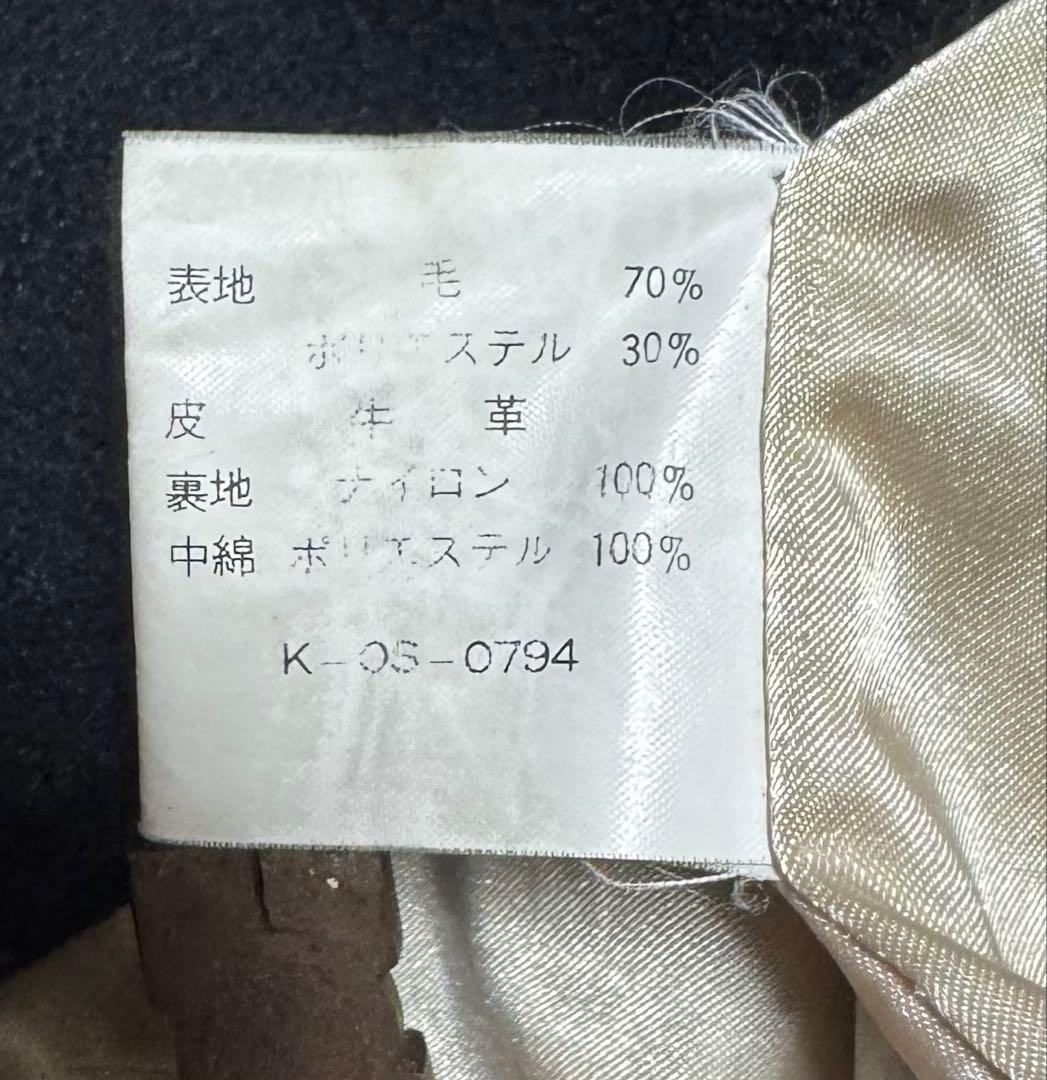 表地 毛 70%
ポリエステル 30%
皮 牛 革
裏地 ナイロン 100%
中綿 ポリエステル 100%
K-OS-0794